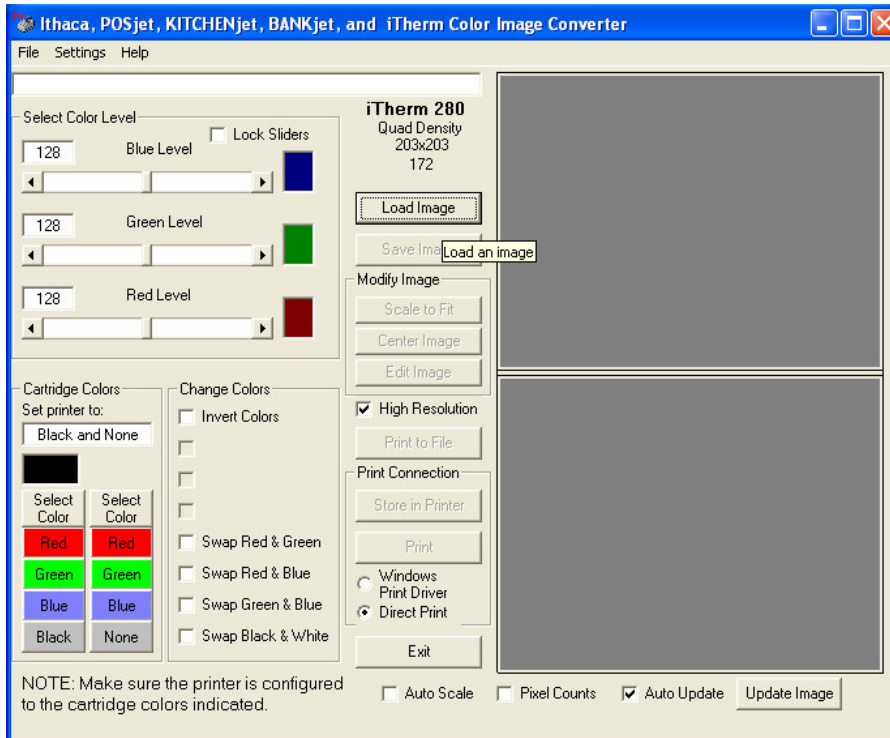 Ithaca, POSjet, KITCHENjet, BANKjet, and iTherm Color Image Converter
File Settings Help
Select Color Level
Lock Sliders
128
Blue Level
128
Green Level
128
Red Level
iTherm 280
Quad Density
203x203
172
Load Image
Save Ima
Load an image
Modify Image
Scale to Fit
Center Image
Edit Image
High Resolution
Print to File
Print Connection
Store in Printer
Print
Windows
Print Driver
Direct Print
Exit
Cartridge Colors
Set printer to:
Black and None
Select
Color
Select
Color
Red
Red
Green
Green
Blue
Blue
Black
None
Change Colors
Invert Colors
Swap Red & Green
Swap Red & Blue
Swap Green & Blue
Swap Black & White
NOTE: Make sure the printer is configured
to the cartridge colors indicated.
Auto Scale
Pixel Counts
Auto Update
Update Image